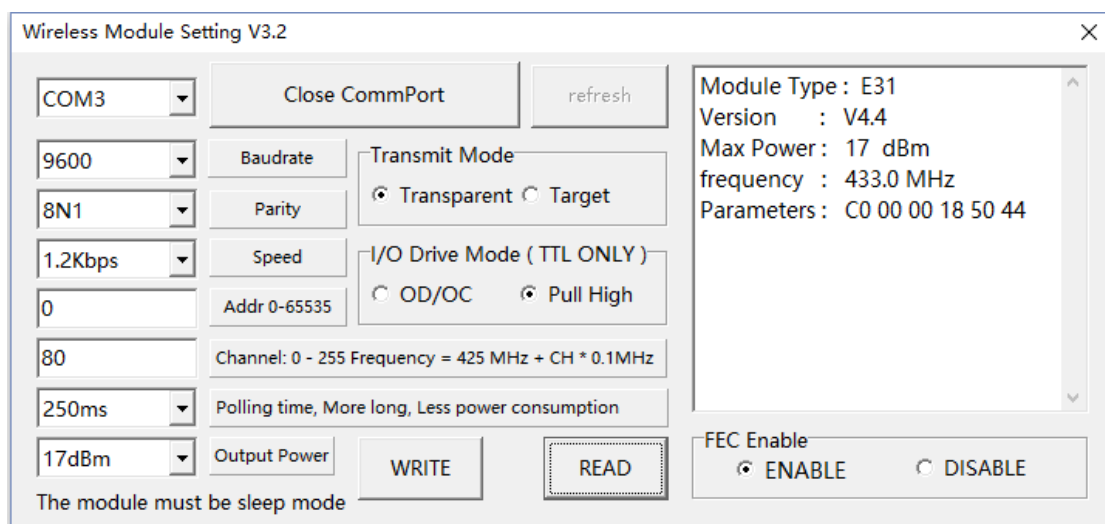 Wireless Module Setting V3.2
COM3
Close CommPort
refresh
9600
Baudrate
8N1
Parity
1.2Kbps
Speed
0
Addr 0-65535
Transmit Mode
Transparent
Target
I/O Drive Mode ( TTL ONLY )
OD/OC
Pull High
80
Channel: 0 - 255 Frequency = 425 MHz + CH * 0.1MHz
250ms
Polling time, More long, Less power consumption
17dBm
Output Power
WRITE
READ
The module must be sleep mode
Module Type : E31
Version : V4.4
Max Power : 17 dBm
frequency : 433.0 MHz
Parameters : C0 00 00 18 50 44
FEC Enable
ENABLE
DISABLE